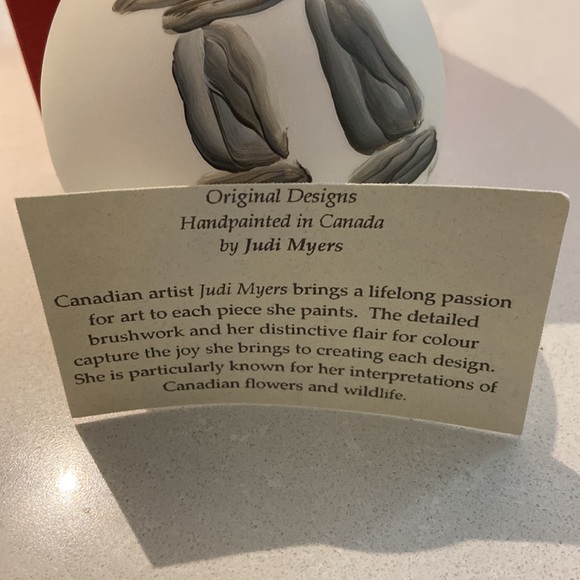 Original Designs
Handpainted in Canada
by Judi Myers
Canadian artist Judi Myers brings a lifelong passion
for art to each piece she paints. The detailed
brushwork and her distinctive flair for colour
capture the joy she brings to creating each design.
She is particularly known for her interpretations of
Canadian flowers and wildlife.